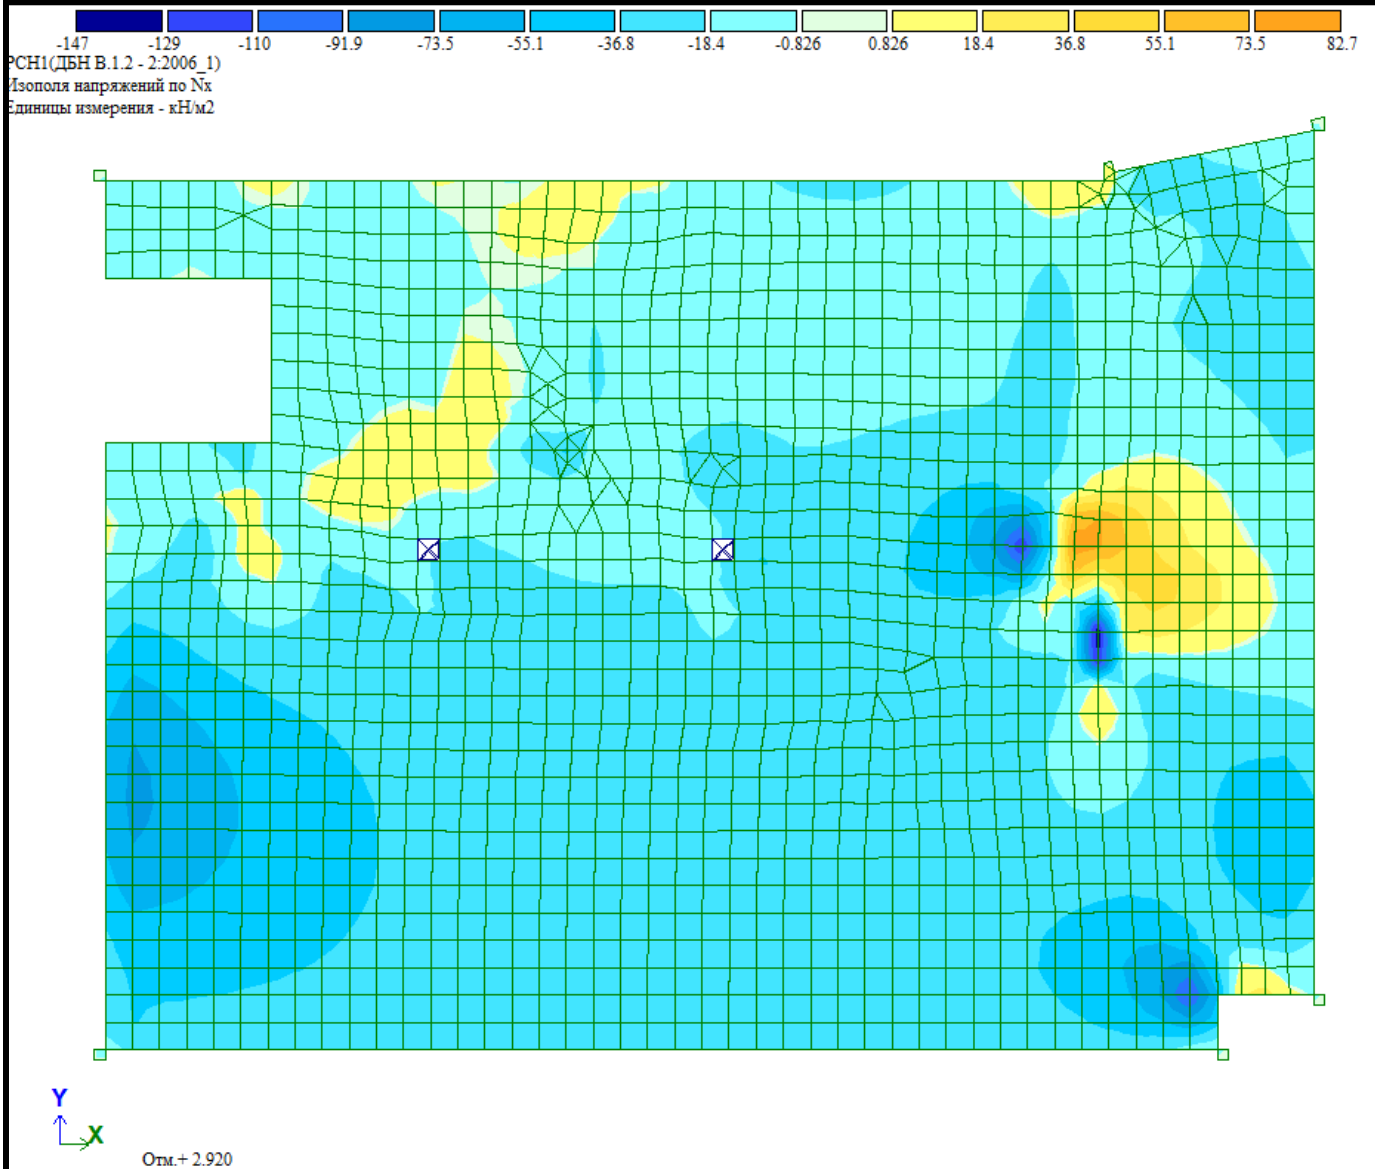 -147 -129 -110 -91.9 -73.5 -55.1 -36.8 -18.4 -0.826 0.826 18.4 36.8 55.1 73.5 82.7
РСН1(ДБН В.1.2 - 2:2006_1)
Изополя напряжений по Nx
Единицы измерения - кН/м2
Y
X
Отм.+ 2.920